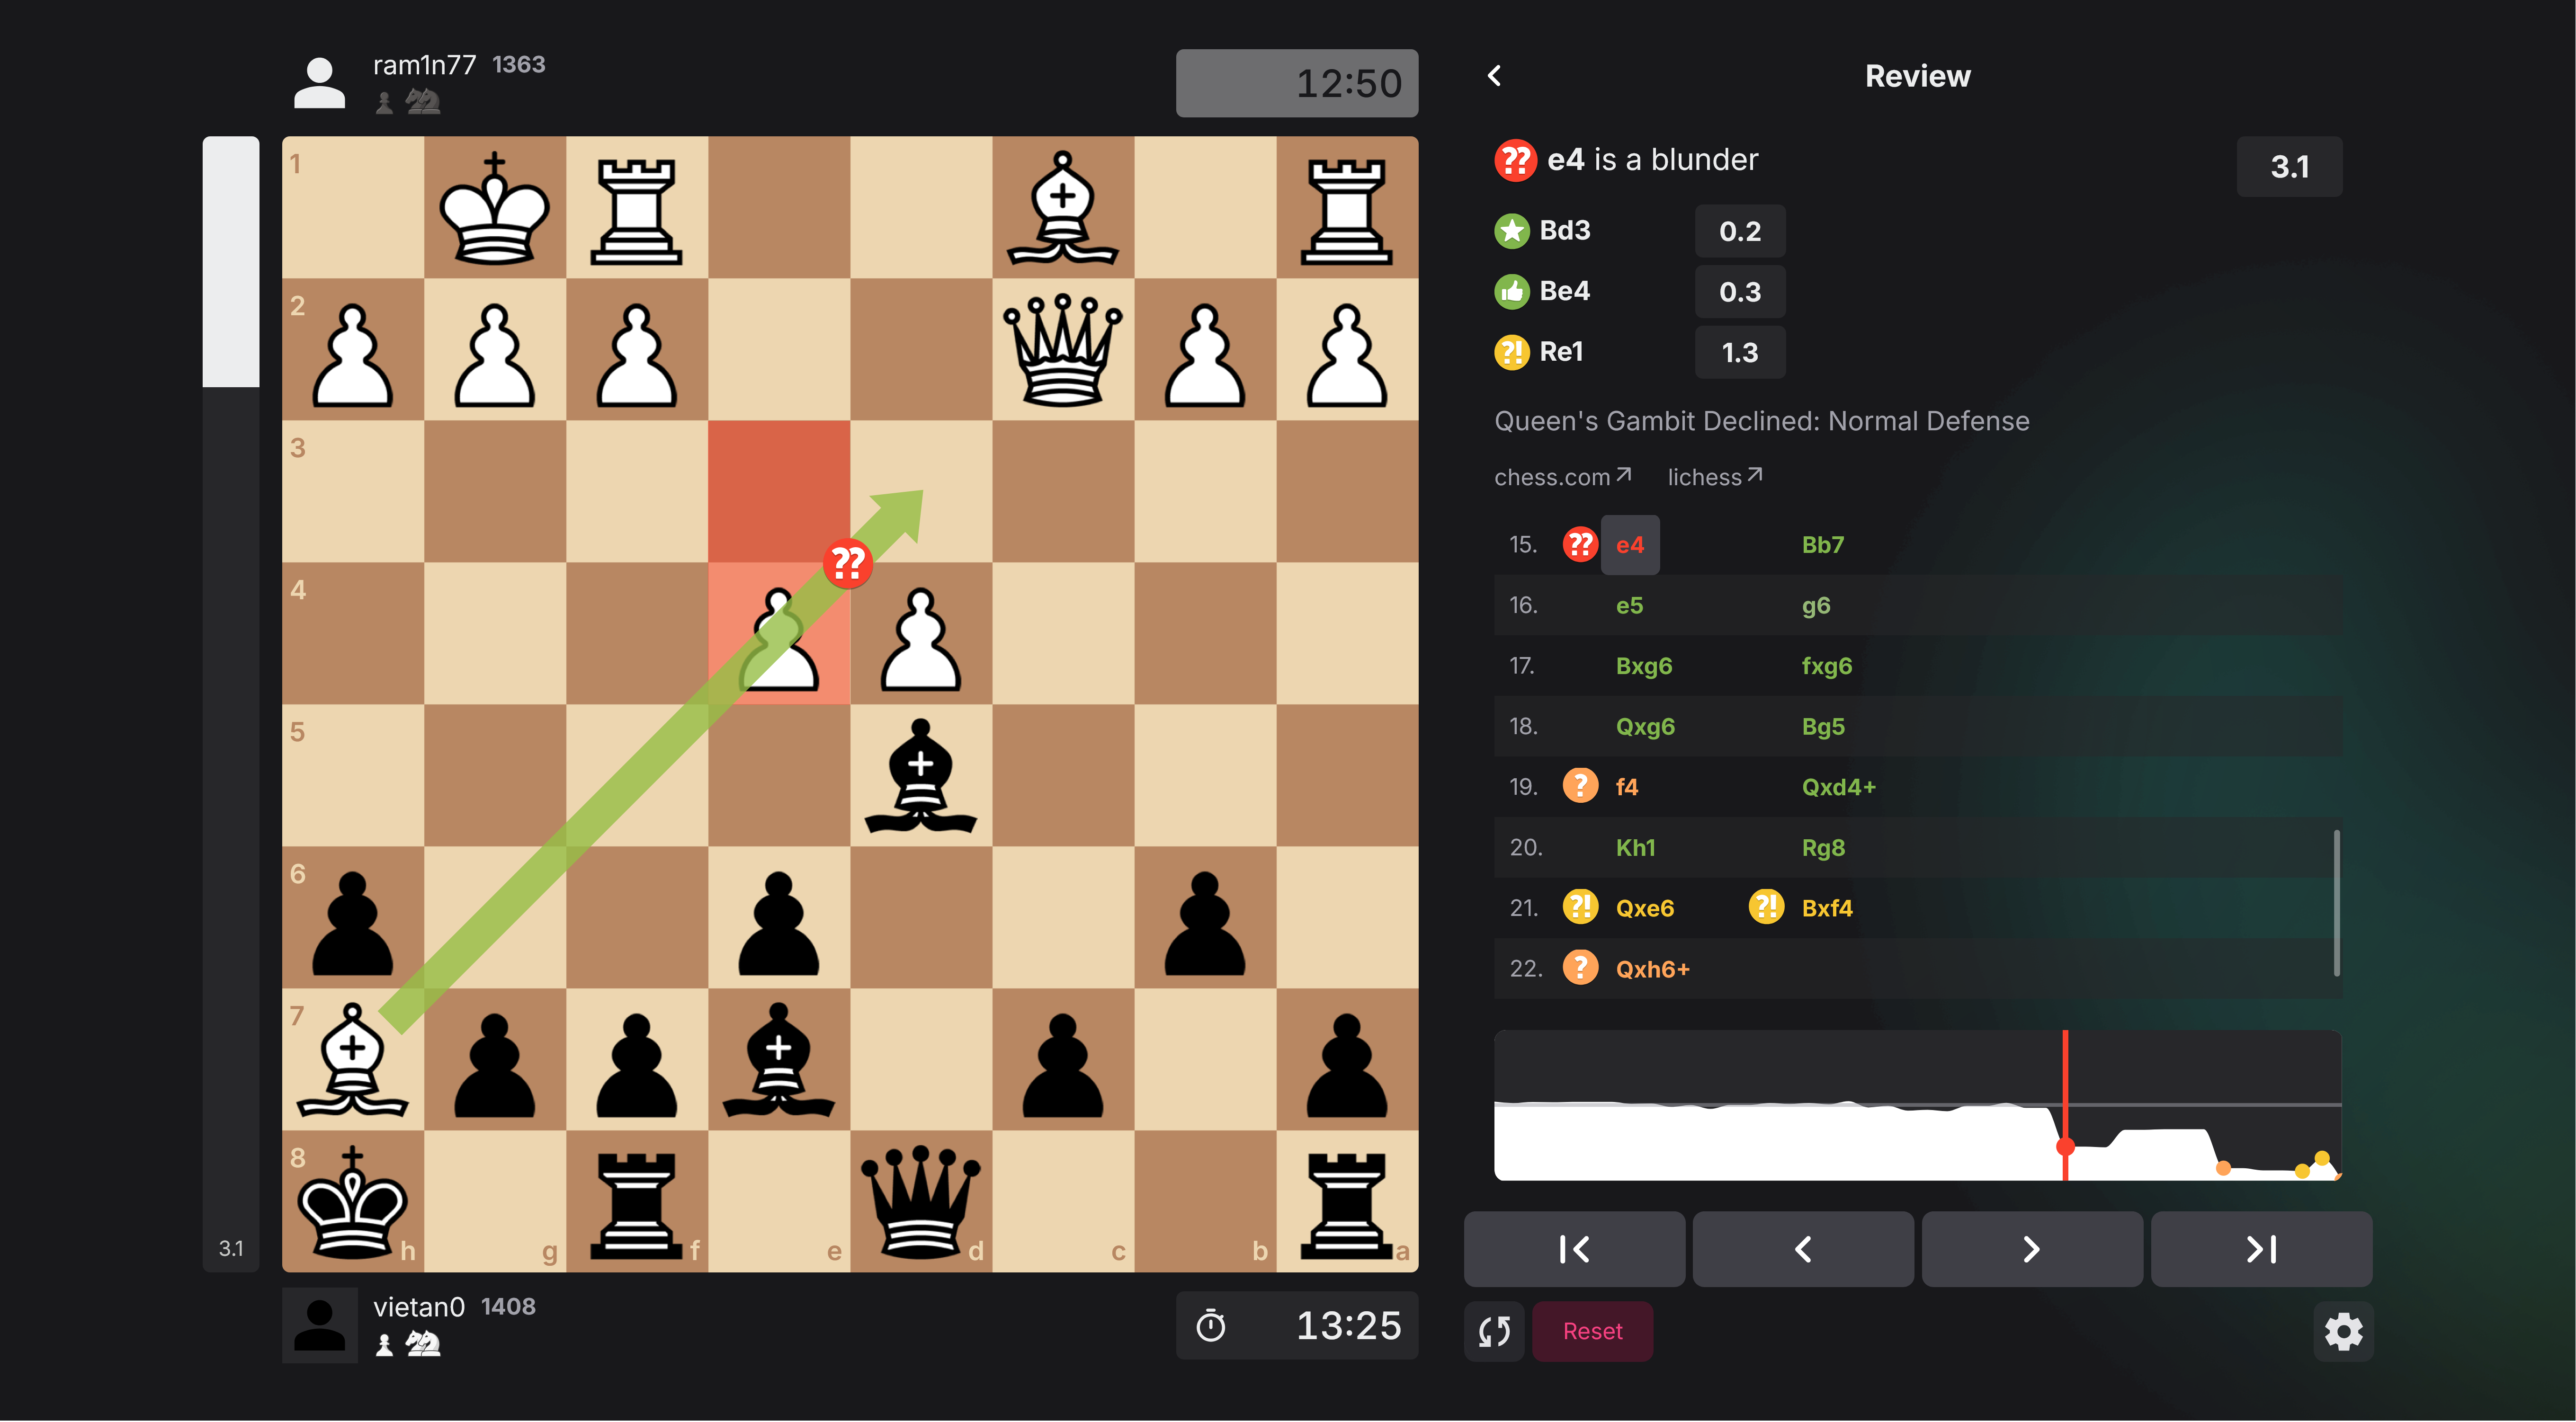 ram1n77 1363
12:50
1
2
3
4
5
6
7
8
h g f e d c b a
??
3.1
vietan0 1408
13:25
Review
?? e4 is a blunder 3.1
Bd3 0.2
Be4 0.3
?! Re1 1.3
Queen's Gambit Declined: Normal Defense
chess.com lichess
15. ?? e4 Bb7
16. e5 g6
17. Bxg6 fxg6
18. Qxg6 Bg5
19. ? f4 Qxd4+
20. Kh1 Rg8
21. ?! Qxe6 ?! Bxf4
22. ? Qxh6+
Reset